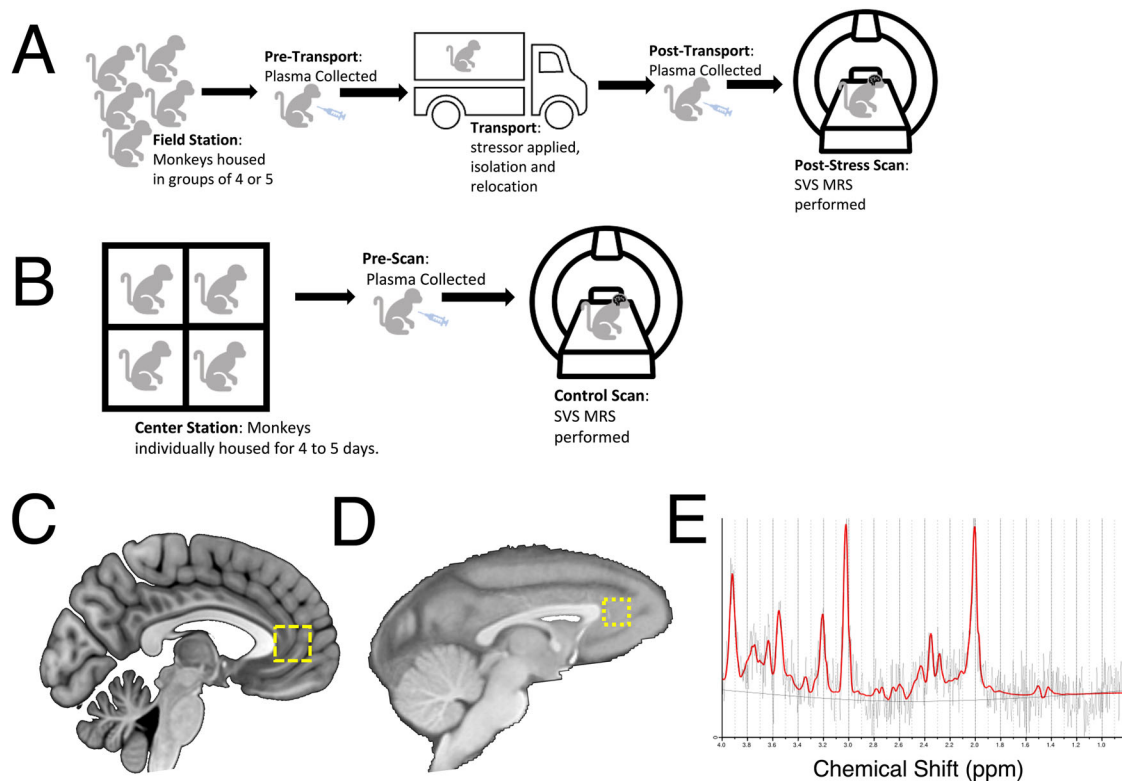 A
Field Station:
Monkeys housed
in groups of 4 or 5
Pre-Transport:
Plasma Collected
Transport:
stressor applied,
isolation and
relocation
Post-Transport:
Plasma Collected
Post-Stress Scan:
SVS MRS
performed
B
Center Station: Monkeys
individually housed for 4 to 5 days.
Pre-Scan:
Plasma Collected
Control Scan:
SVS MRS
performed
C
D
E
0
4.0 3.8 3.6 3.4 3.2 3.0 2.8 2.6 2.4 2.2 2.0 1.8 1.6 1.4 1.2 1.0
Chemical Shift (ppm)